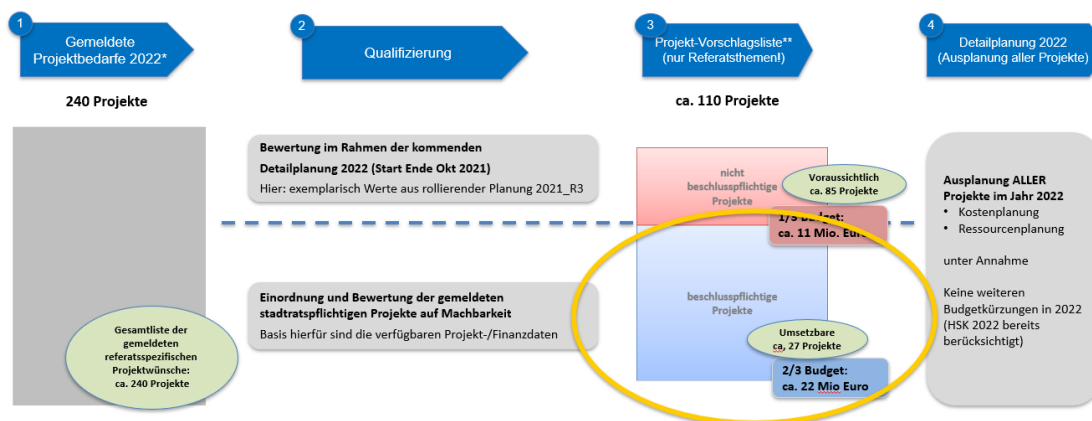 1
Gemeldete
Projektbedarfe 2022*
2
Qualifizierung
3
Projekt-Vorschlagsliste**
(nur Referatsthemen!)
4
Detailplanung 2022
(Ausplanung aller Projekte)
240 Projekte
ca. 110 Projekte
Bewertung im Rahmen der kommenden
Detailplanung 2022 (Start Ende Okt 2021)
Hier: exemplarisch Werte aus rollierender Planung 2021_R3
nicht
beschlusspflichtige
Projekte
Voraussichtlich
ca. 85 Projekte
1/3 Budget:
ca. 11 Mio. Euro
Einordnung und Bewertung der gemeldeten
stadtratspflichtigen Projekte auf Machbarkeit
Basis hierfür sind die verfügbaren Projekt-/Finanzdaten
beschlusspflichtige
Projekte
Umsetzbare
ca, 27 Projekte
2/3 Budget:
ca. 22 Mio Euro
Gesamtliste der
gemeldeten
referatsspezifischen
Projektwünsche:
ca. 240 Projekte
Ausplanung ALLER
Projekte im Jahr 2022
• Kostenplanung
• Ressourcenplanung
unter Annahme
Keine weiteren
Budgetkürzungen in 2022
(HSK 2022 bereits
berücksichtigt)